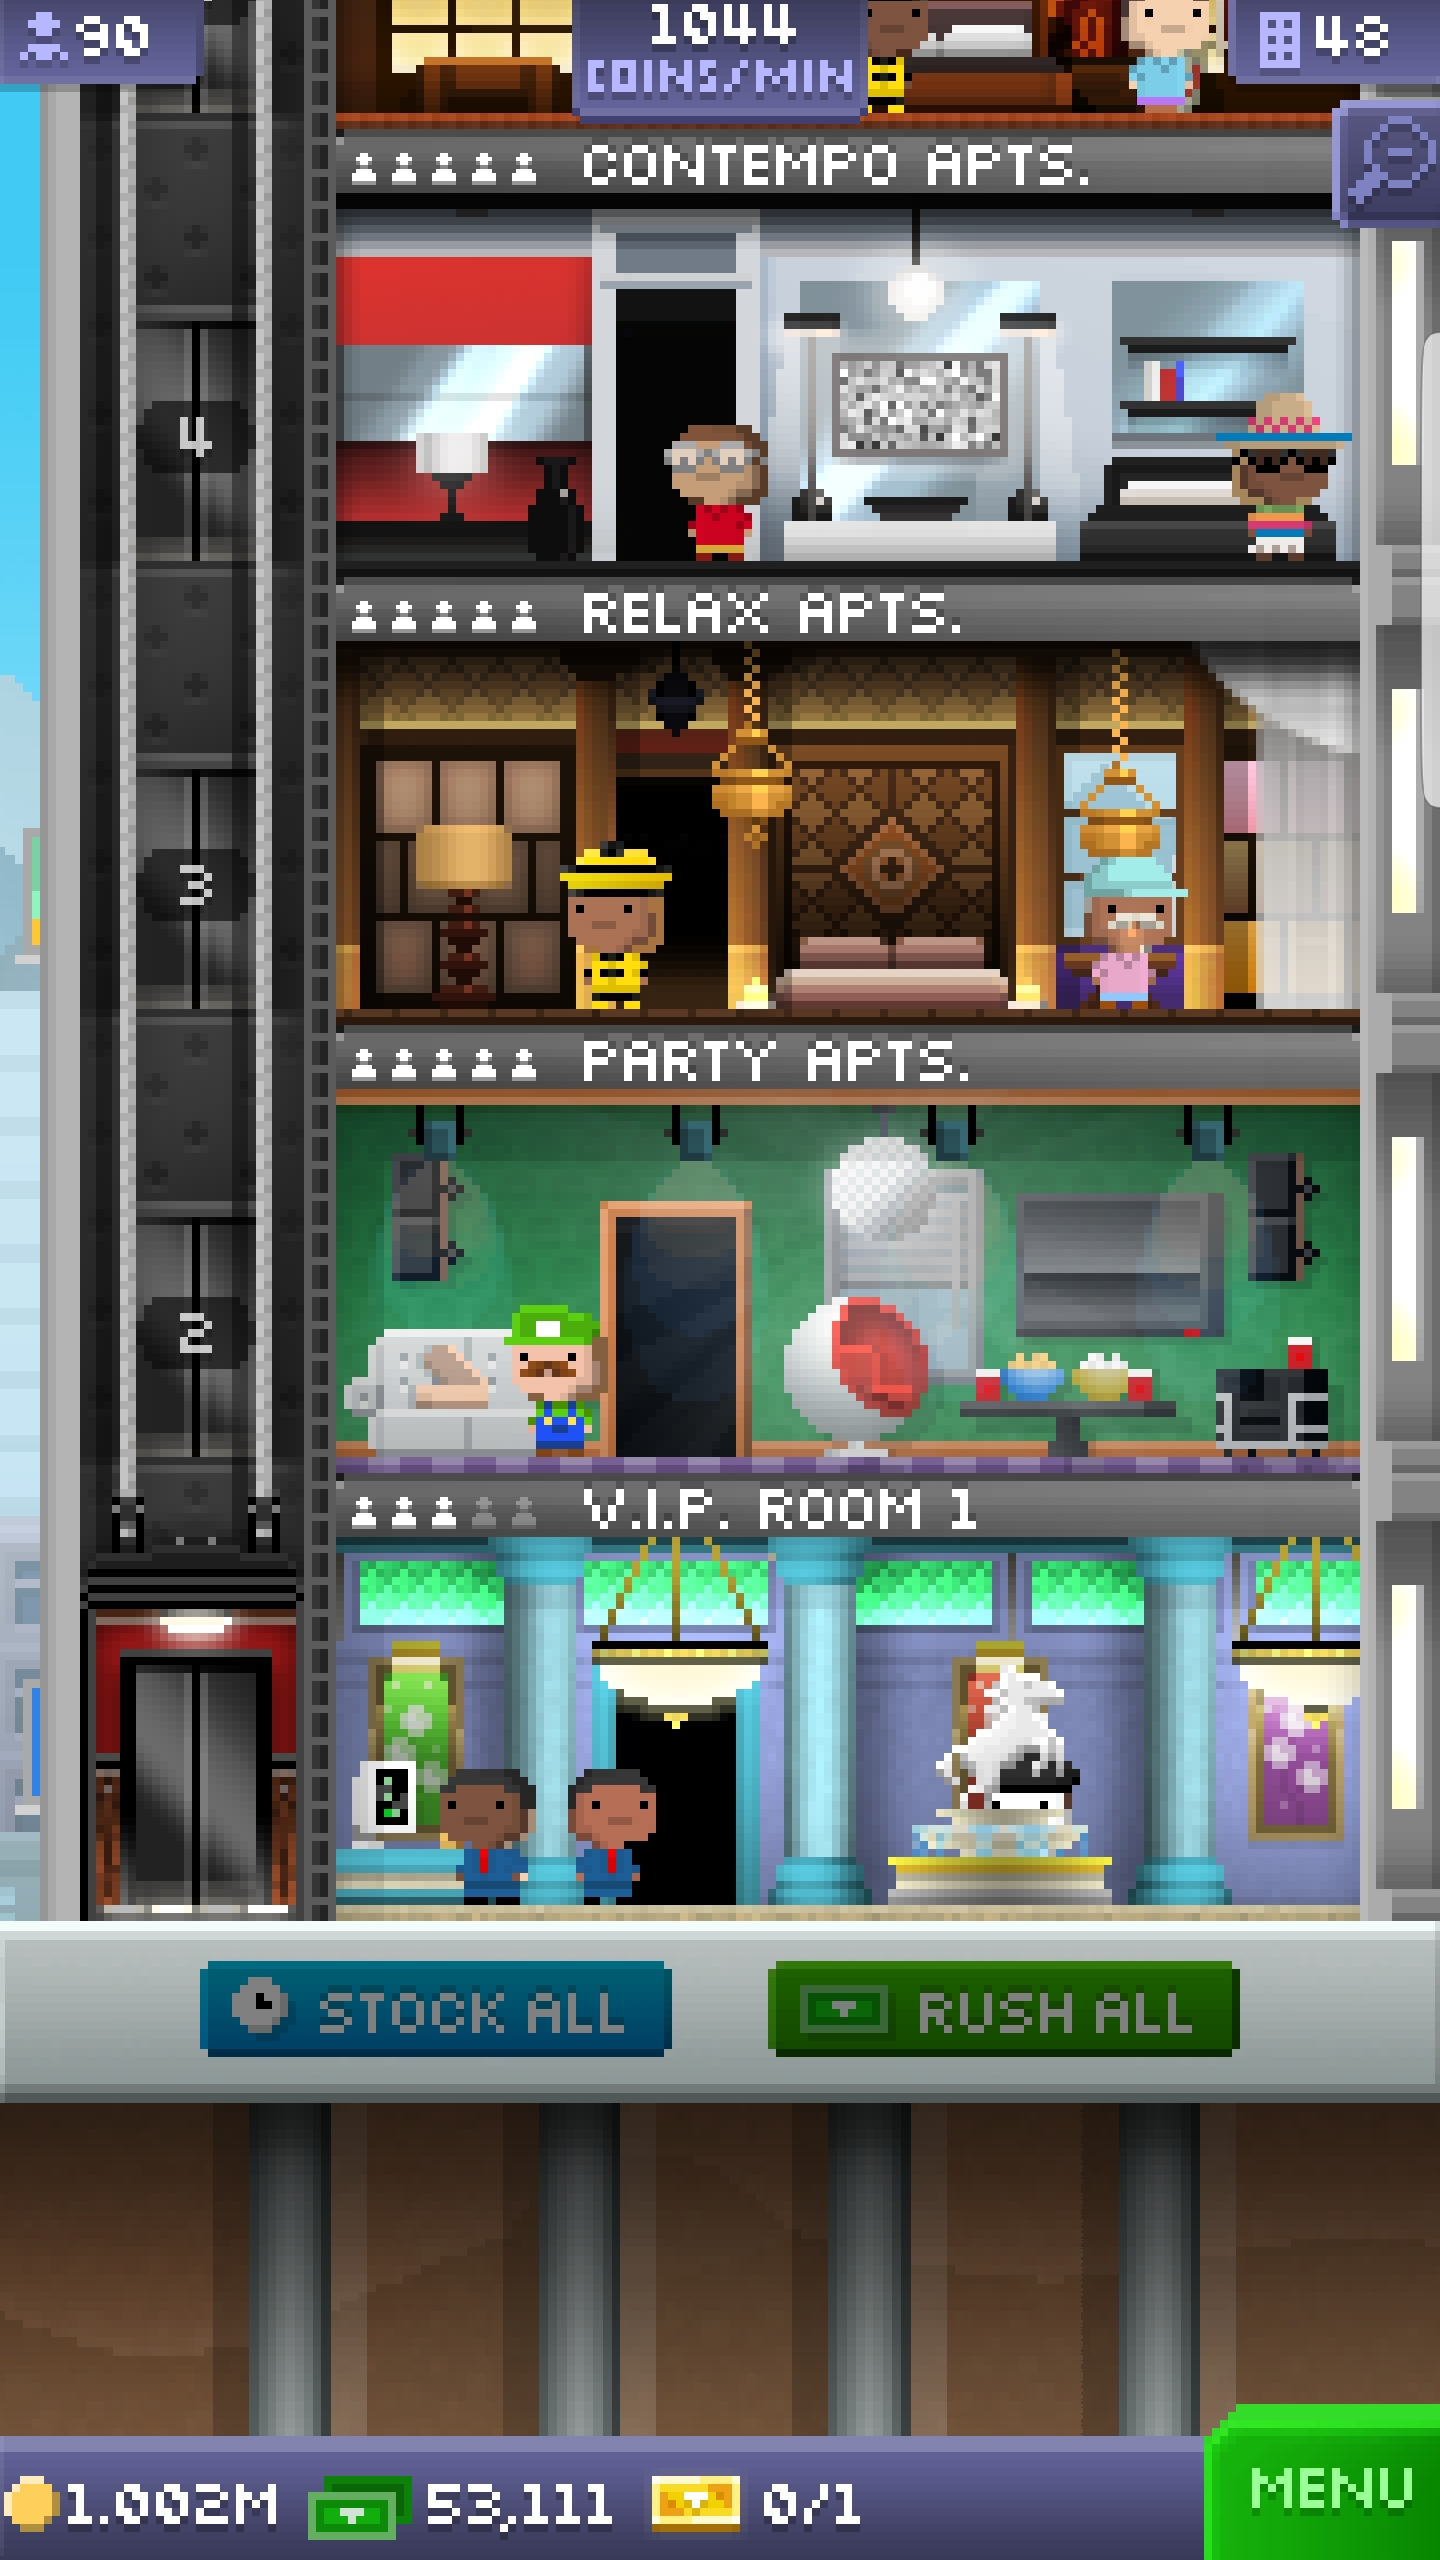 90
1044
COINS/MIN
48
CONTEMPO APTS.
4
RELAX APTS.
3
PARTY APTS.
2
V.I.P. ROOM 1
STOCK ALL
RUSH ALL
1.002M
53,111
0/1
MENU